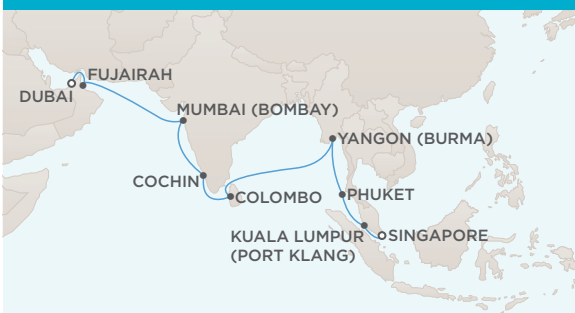 FUJAIRAH
DUBAI
MUMBAI (BOMBAY)
YANGON (BURMA)
COCHIN
COLOMBO
PHUKET
KUALA LUMPUR
(PORT KLANG)
SINGAPORE